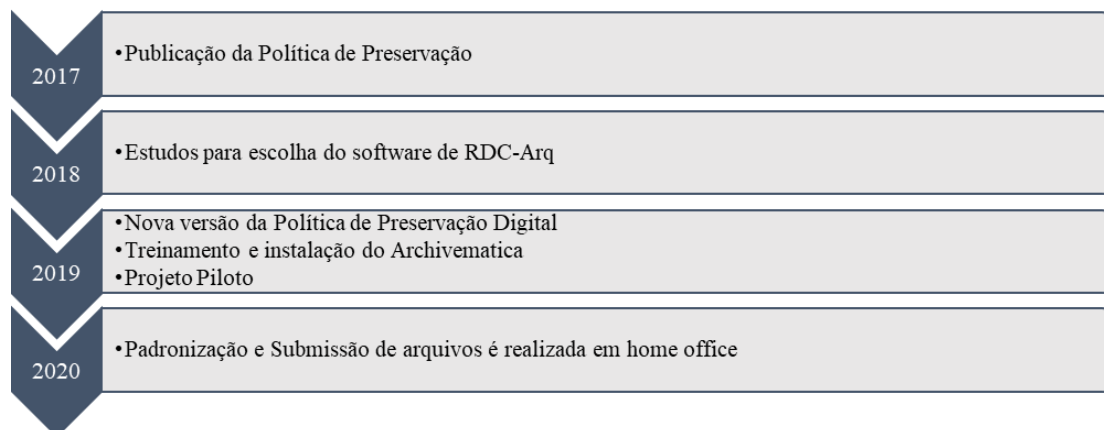 2017
•Publicação da Política de Preservação
2018
•Estudos para escolha do software de RDC-Arq
2019
•Nova versão da Política de Preservação Digital
•Treinamento e instalação do Archivematica
•Projeto Piloto
2020
•Padronização e Submissão de arquivos é realizada em home office